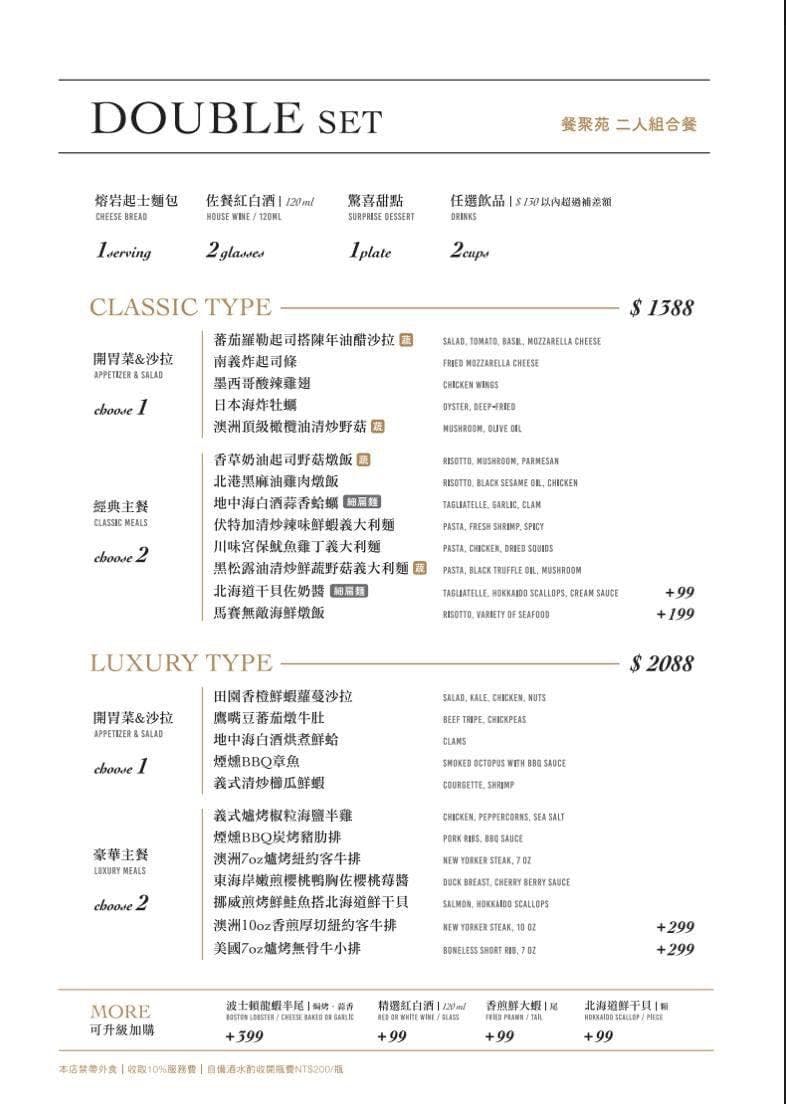 DOUBLE SET
餐聚苑 二人組合餐
熔岩起士麵包 佐餐紅白酒 | 120 ml 驚喜甜點 任選飲品 | $ 150 以內超過補差額
CHEESE BREAD HOUSE WINE / 120ML SURPRISE DESSERT DRINKS
1 serving 2 glasses 1 plate 2 cups
CLASSIC TYPE $ 1388
開胃菜&沙拉
APPETIZER & SALAD
choose 1
蕃茄羅勒起司搭陳年油醋沙拉 蔬 SALAD, TOMATO, BASIL, MOZZARELLA CHEESE
南義炸起司條 FRIED MOZZARELLA CHEESE
墨西哥酸辣雞翅 CHICKEN WINGS
日本海炸牡蠣 OYSTER, DEEP-FRIED
澳洲頂級橄欖油清炒野菇 蔬 MUSHROOM, OLIVE OIL
經典主餐
CLASSIC MEALS
choose 2
香草奶油起司野菇燉飯 蔬 RISOTTO, MUSHROOM, PARMESAN
北港黑麻油雞肉燉飯 RISOTTO, BLACK SESAME OIL, CHICKEN
地中海白酒蒜香蛤蠣 細扁麵 TAGLIATELLE, GARLIC, CLAM
伏特加清炒辣味鮮蝦義大利麵 PASTA, FRESH SHRIMP, SPICY
川味宮保魷魚雞丁義大利麵 PASTA, CHICKEN, DRIED SQUIDS
黑松露油清炒鮮蔬野菇義大利麵 蔬 PASTA, BLACK TRUFFLE OIL, MUSHROOM
北海道干貝佐奶醬 細扁麵 TAGLIATELLE, HOKKAIDO SCALLOPS, CREAM SAUCE +99
馬賽無敵海鮮燉飯 RISOTTO, VARIETY OF SEAFOOD +199
LUXURY TYPE $ 2088
開胃菜&沙拉
APPETIZER & SALAD
choose 1
田園香橙鮮蝦蘿蔓沙拉 SALAD, KALE, CHICKEN, NUTS
鷹嘴豆蕃茄燉牛肚 BEEF TRIPE, CHICKPEAS
地中海白酒烘煮鮮蛤 CLAMS
煙燻BBQ章魚 SMOKED OCTOPUS WITH BBQ SAUCE
義式清炒櫛瓜鮮蝦 COURGETTE, SHRIMP
豪華主餐
LUXURY MEALS
choose 2
義式爐烤椒粒海鹽半雞 CHICKEN, PEPPERCORNS, SEA SALT
煙燻BBQ炭烤豬肋排 PORK RIBS, BBQ SAUCE
澳洲7oz爐烤紐約客牛排 NEW YORKER STEAK, 7 OZ
東海岸嫩煎櫻桃鴨胸佐櫻桃莓醬 DUCK BREAST, CHERRY BERRY SAUCE
挪威煎烤鮮鮭魚搭北海道鮮干貝 SALMON, HOKKAIDO SCALLOPS
澳洲10oz香煎厚切紐約客牛排 NEW YORKER STEAK, 10 OZ +299
美國7oz爐烤無骨牛小排 BONELESS SHORT RIB, 7 OZ +299
MORE
可升級加購
波士頓龍蝦半尾 | 焗烤．蒜香 精選紅白酒 | 120 ml 香煎鮮大蝦 | 尾 北海道鮮干貝 | 顆
BOSTON LOBSTER / CHEESE BAKED OR GARLIC RED OR WHITE WINE / GLASS FRIED PRAWN / TAIL HOKKAIDO SCALLOP / PIECE
+399 +99 +99 +99
本店禁帶外食 | 收取10%服務費 | 自備酒水酌收開瓶費NT$200/瓶